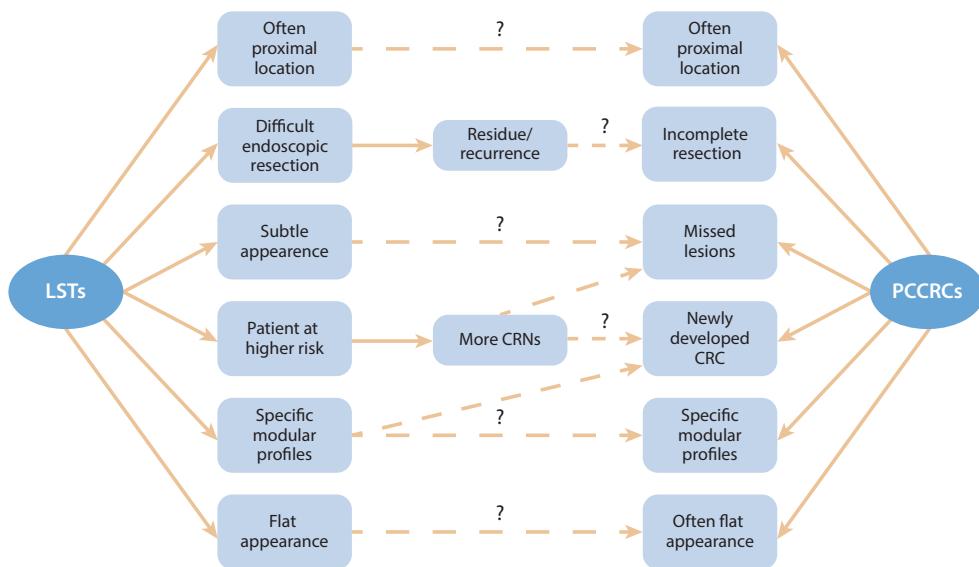 Often
proximal
location
?
Often
proximal
location
Difficult
endoscopic
resection
Residue/
recurrence
?
Incomplete
resection
Subtle
appearence
?
Missed
lesions
LSTs
PCCRCs
Patient at
higher risk
More CRNs
?
Newly
developed
CRC
Specific
modular
profiles
?
Specific
modular
profiles
Flat
appearance
?
Often flat
appearance